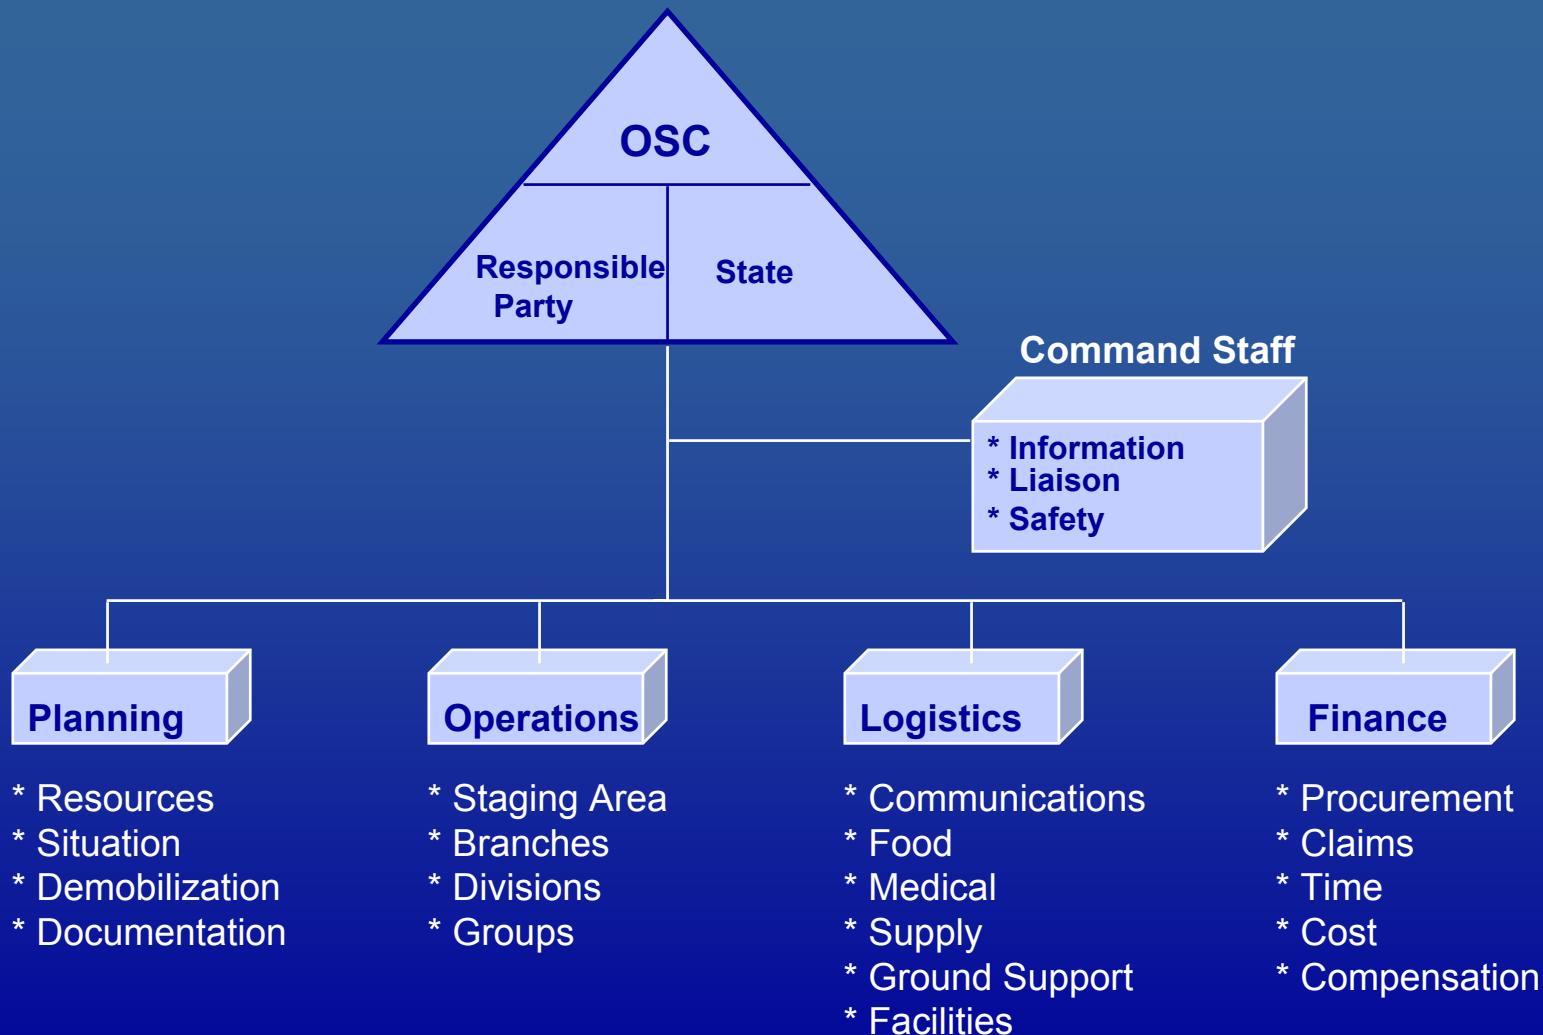 OSC
Responsible
Party
State
Command Staff
* Information
* Liaison
* Safety
Planning
* Resources
* Situation
* Demobilization
* Documentation
Operations
* Staging Area
* Branches
* Divisions
* Groups
Logistics
* Communications
* Food
* Medical
* Supply
* Ground Support
* Facilities
Finance
* Procurement
* Claims
* Time
* Cost
* Compensation